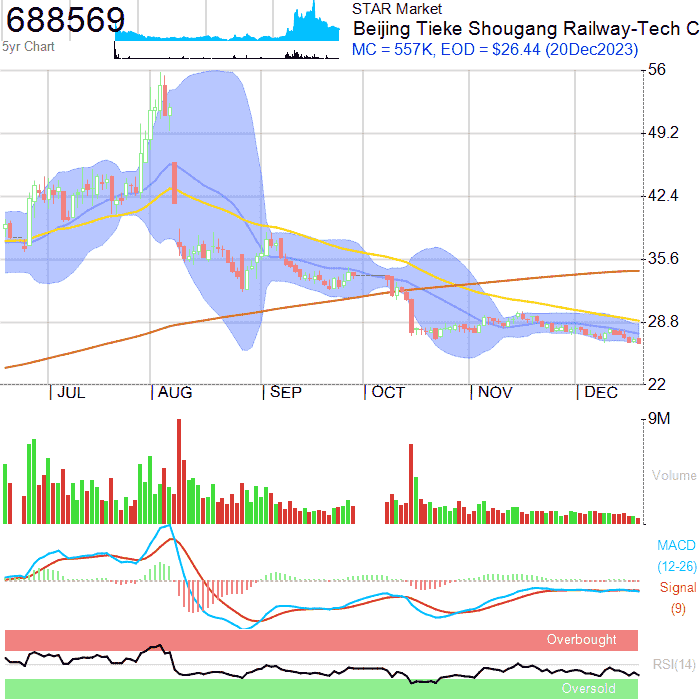 688569
5yr Chart
STAR Market
Beijing Tieke Shougang Railway-Tech C
MC = 557K, EOD = $26.44 (20Dec2023)
56
49.2
42.4
35.6
28.8
22
JUL
AUG
SEP
OCT
NOV
DEC
9M
Volume
MACD
(12-26)
Signal
(9)
Overbought
RSI(14)
Oversold